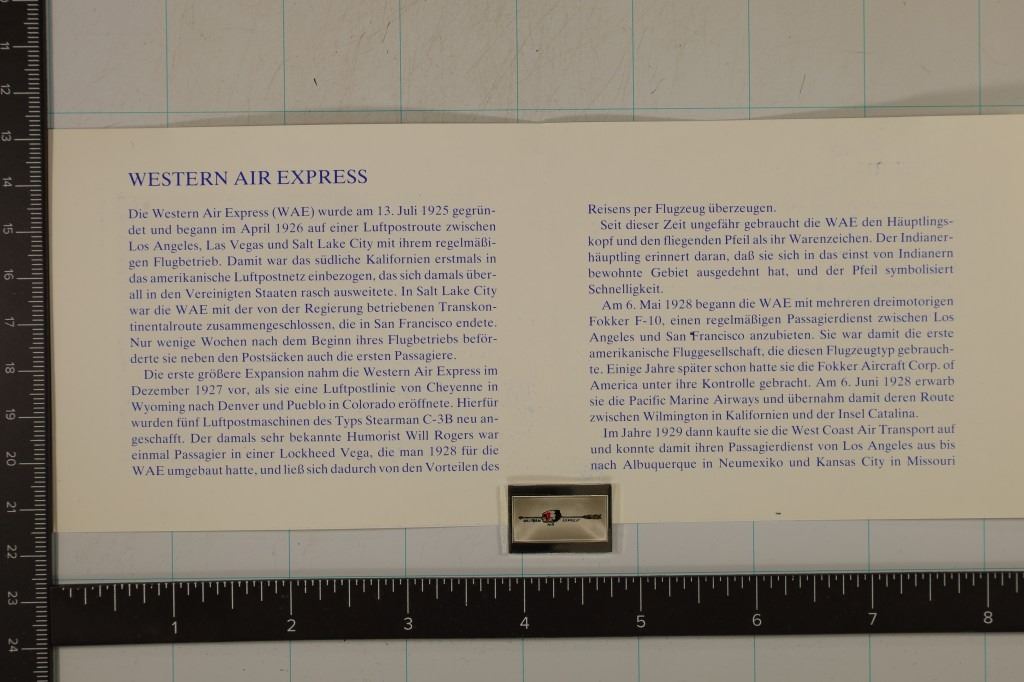 WESTERN AIR EXPRESS
Die Western Air Express (WAE) wurde am 13. Juli 1925 gegrün-
det und begann im April 1926 auf einer Luftpostroute zwischen
Los Angeles, Las Vegas und Salt Lake City mit ihrem regelmäßi-
gen Flugbetrieb. Damit war das südliche Kalifornien erstmals in
das amerikanische Luftpostnetz einbezogen, das sich damals über-
all in den Vereinigten Staaten rasch ausweitete. In Salt Lake City
war die WAE mit der von der Regierung betriebenen Transkon-
tinentalroute zusammengeschlossen, die in San Francisco endete.
Nur wenige Wochen nach dem Beginn ihres Flugbetriebs beför-
derte sie neben den Postsäcken auch die ersten Passagiere.
Die erste größere Expansion nahm die Western Air Express im
Dezember 1927 vor, als sie eine Luftpostlinie von Cheyenne in
Wyoming nach Denver und Pueblo in Colorado eröffnete. Hierfür
wurden fünf Luftpostmaschinen des Typs Stearman C-3B neu an-
geschafft. Der damals sehr bekannte Humorist Will Rogers war
einmal Passagier in einer Lockheed Vega, die man 1928 für die
WAE umgebaut hatte, und ließ sich dadurch von den Vorteilen des
Reisens per Flugzeug überzeugen.
Seit dieser Zeit ungefähr gebraucht die WAE den Häuptlings-
kopf und den fliegenden Pfeil als ihr Warenzeichen. Der Indianer-
häuptling erinnert daran, daß sie sich in das einst von Indianern
bewohnte Gebiet ausgedehnt hat, und der Pfeil symbolisiert
Schnelligkeit.
Am 6. Mai 1928 begann die WAE mit mehreren dreimotorigen
Fokker F-10, einen regelmäßigen Passagierdienst zwischen Los
Angeles und San Francisco anzubieten. Sie war damit die erste
amerikanische Fluggesellschaft, die diesen Flugzeugtyp gebrauch-
te. Einige Jahre später schon hatte sie die Fokker Aircraft Corp. of
America unter ihre Kontrolle gebracht. Am 6. Juni 1928 erwarb
sie die Pacific Marine Airways und übernahm damit deren Route
zwischen Wilmington in Kalifornien und der Insel Catalina.
Im Jahre 1929 dann kaufte sie die West Coast Air Transport auf
und konnte damit ihren Passagierdienst von Los Angeles aus bis
nach Albuquerque in Neumexiko und Kansas City in Missouri
WESTERN AIR EXPRESS
11
12
13
14
15
16
17
18
19
20
21
22
23
24
1 2 3 4 5 6 7 8